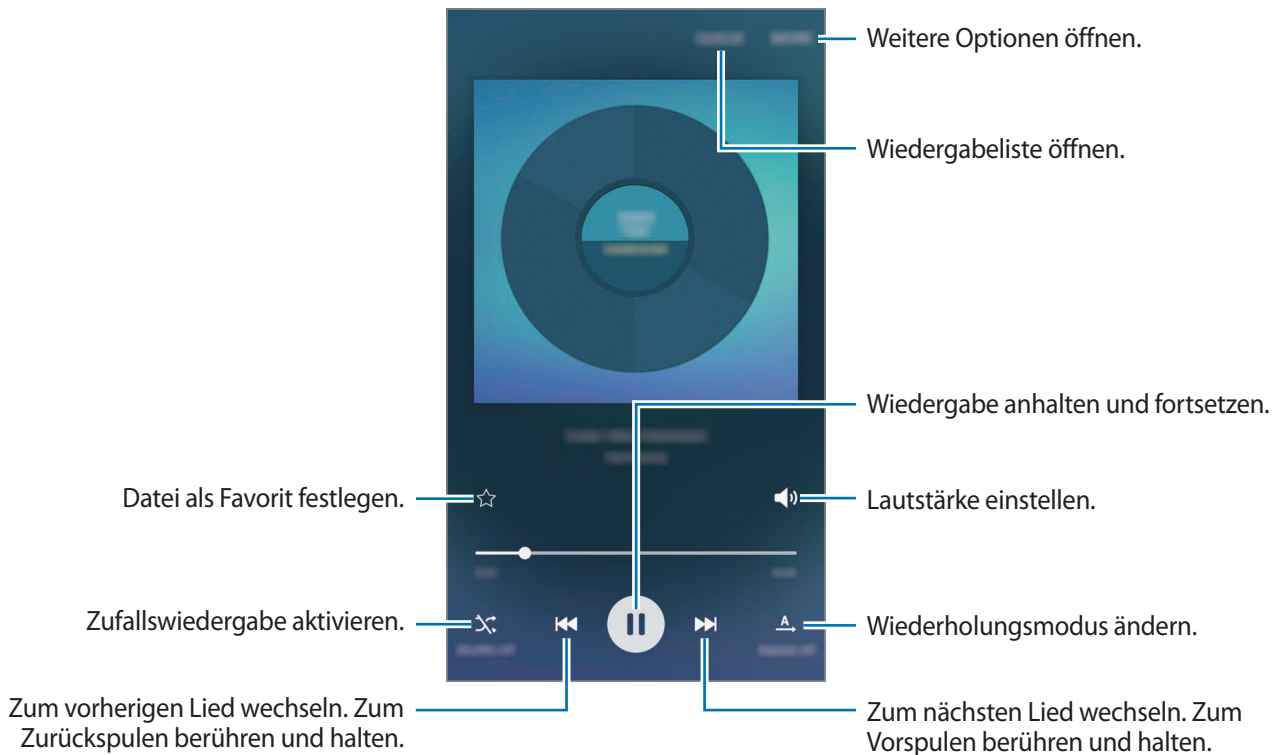 Weitere Optionen öffnen.
Wiedergabeliste öffnen.
Wiedergabe anhalten und fortsetzen.
Datei als Favorit festlegen.
Lautstärke einstellen.
Zufallswiedergabe aktivieren.
A
Wiederholungsmodus ändern.
Zum vorherigen Lied wechseln. Zum
Zurückspulen berühren und halten.
Zum nächsten Lied wechseln. Zum
Vorspulen berühren und halten.